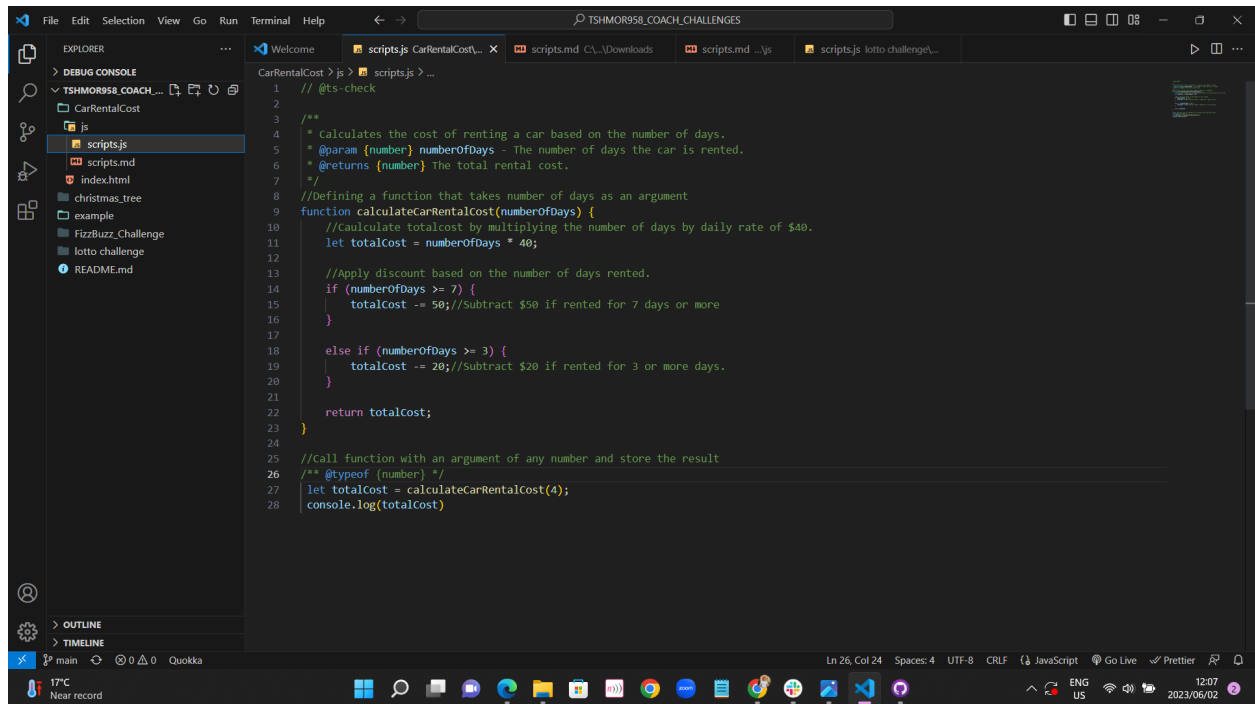 File Edit Selection View Go Run Terminal Help
TSHMOR958_COACH_CHALLENGES
EXPLORER
Welcome
scripts.js CarRentalCost\...
scripts.md C:\...\Downloads
scripts.md ...\js
scripts.js lotto challenge\...
DEBUG CONSOLE
TSHMOR958_COACH_...
CarRentalCost
js
scripts.js
scripts.md
index.html
christmas_tree
example
FizzBuzz_Challenge
lotto challenge
README.md
OUTLINE
TIMELINE
CarRentalCost > js > scripts.js > ...
1 // @ts-check
2
3 /**
4 * Calculates the cost of renting a car based on the number of days.
5 * @param {number} numberOfDays - The number of days the car is rented.
6 * @returns {number} The total rental cost.
7 */
8 //Defining a function that takes number of days as an argument
9 function calculateCarRentalCost(numberOfDays) {
10 //Caulculate totalcost by multiplying the number of days by daily rate of $40.
11 let totalCost = numberOfDays * 40;
12
13 //Apply discount based on the number of days rented.
14 if (numberOfDays >= 7) {
15 totalCost -= 50;//Subtract $50 if rented for 7 days or more
16 }
17
18 else if (numberOfDays >= 3) {
19 totalCost -= 20;//Subtract $20 if rented for 3 or more days.
20 }
21
22 return totalCost;
23 }
24
25 //Call function with an argument of any number and store the result
26 /** @typeof {number} */
27 let totalCost = calculateCarRentalCost(4);
28 console.log(totalCost)
main 0 0 Quokka
Ln 26, Col 24 Spaces: 4 UTF-8 CRLF JavaScript Go Live Prettier
17°C
Near record
zoom
ENG
US
12:07
2023/06/02
2